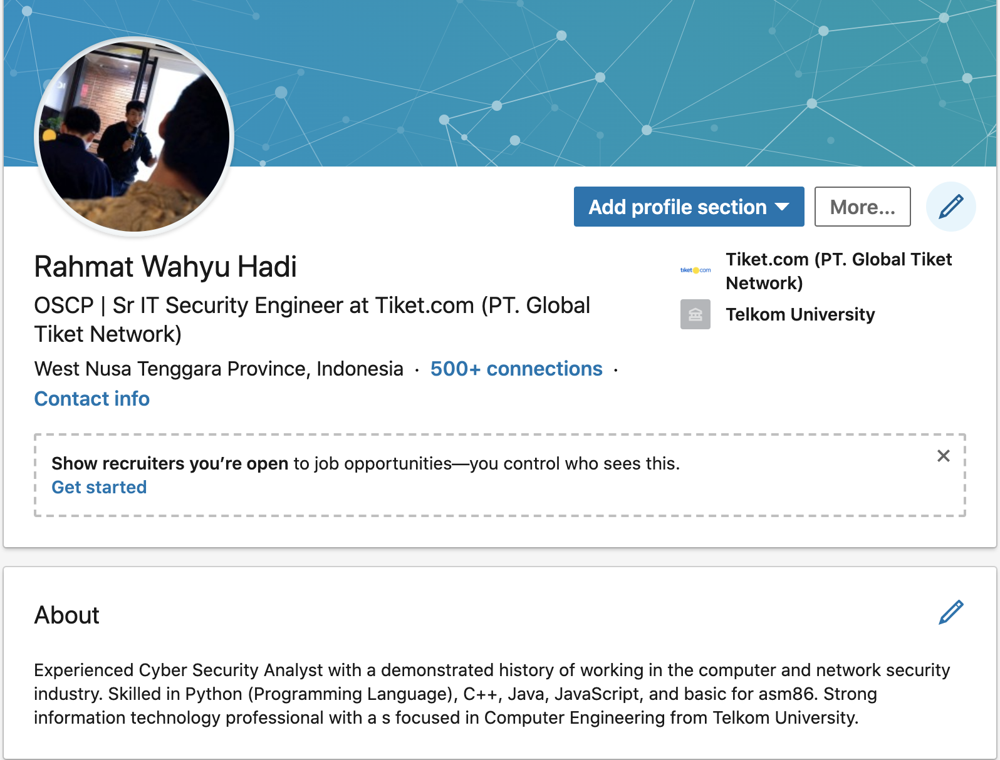 Add profile section
More...
Rahmat Wahyu Hadi
OSCP | Sr IT Security Engineer at Tiket.com (PT. Global
Tiket Network)
West Nusa Tenggara Province, Indonesia · 500+ connections ·
Contact info
tiket com
Tiket.com (PT. Global Tiket
Network)
Telkom University
Show recruiters you’re open to job opportunities—you control who sees this.
Get started
About
Experienced Cyber Security Analyst with a demonstrated history of working in the computer and network security
industry. Skilled in Python (Programming Language), C++, Java, JavaScript, and basic for asm86. Strong
information technology professional with a s focused in Computer Engineering from Telkom University.